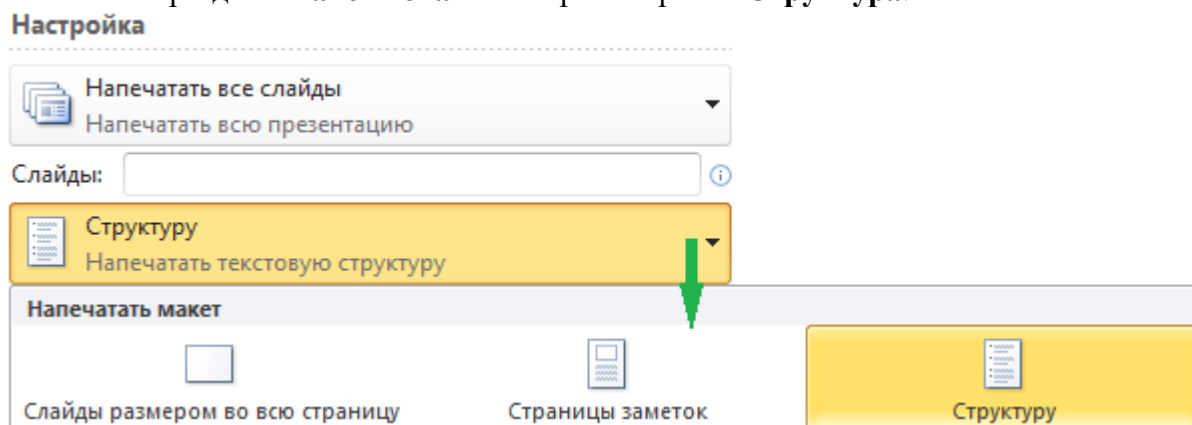 Настройка
Напечатать все слайды
Напечатать всю презентацию
Слайды:
Структуру
Напечатать текстовую структуру
Напечатать макет
Слайды размером во всю страницу Страницы заметок Структуру